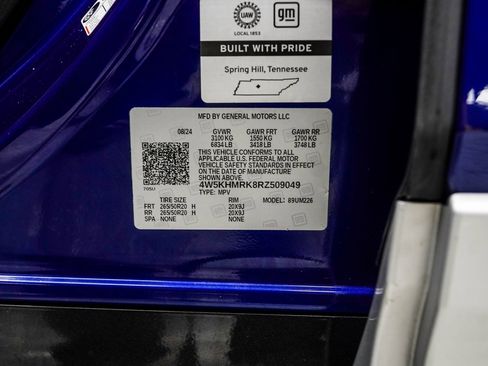 UAW
gm
LOCAL 1853
BUILT WITH PRIDE
Spring Hill, Tennessee
MFD BY GENERAL MOTORS LLC
08/24 GVWR GAWR FRT GAWR RR
3100 KG 1550 KG 1700 KG
6834 LB 3418 LB 3748 LB
THIS VEHICLE CONFORMS TO ALL
APPLICABLE U.S. FEDERAL MOTOR
VEHICLE SAFETY STANDARDS IN EFFECT
ON THE DATE OF MANUFACTURE
SHOWN ABOVE.
4W5KHMRK8RZ509049
70SU TYPE: MPV
TIRE SIZE RIM MODEL: 89UM226
FRT 265/50R20 H 20X9J
RR 265/50R20 H 20X9J
SPA NONE NONE